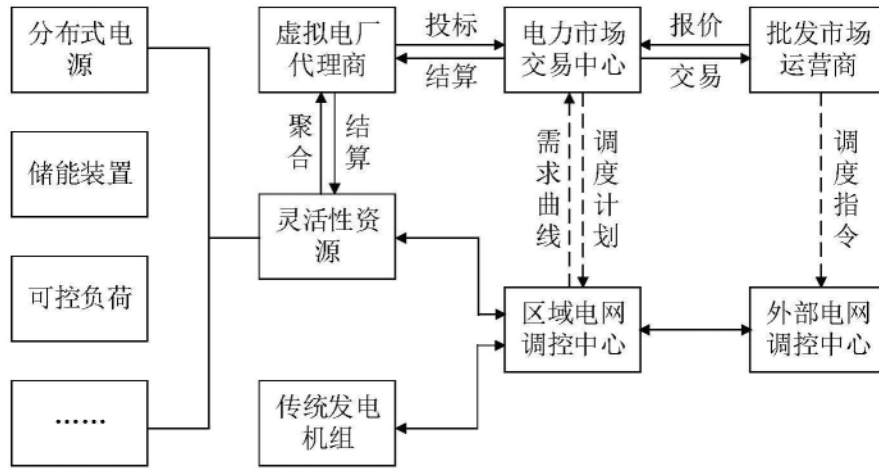 分布式电
源
虚拟电厂
代理商
投标
结算
电力市场
交易中心
报价
交易
批发市场
运营商
聚合
结算
需求曲线
调度计划
调度指令
储能装置
灵活性资
源
可控负荷
区域电网
调控中心
外部电网
调控中心
……
传统发电
机组